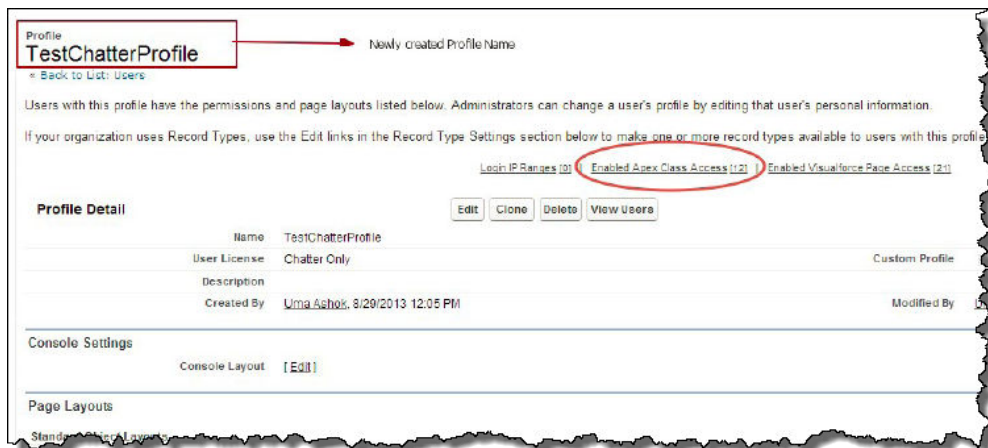 Profile
TestChatterProfile
Newly created Profile Name
« Back to List: Users
Users with this profile have the permissions and page layouts listed below. Administrators can change a user's profile by editing that user's personal information.
If your organization uses Record Types, use the Edit links in the Record Type Settings section below to make one or more record types available to users with this profile
Login IP Ranges [0] | Enabled Apex Class Access [12] | Enabled Visualforce Page Access [21]
Profile Detail Edit Clone Delete View Users
Name TestChatterProfile
User License Chatter Only Custom Profile
Description
Created By Uma Ashok, 8/29/2013 12:05 PM Modified By
Console Settings
Console Layout [ Edit ]
Page Layouts
Standard Object Layouts